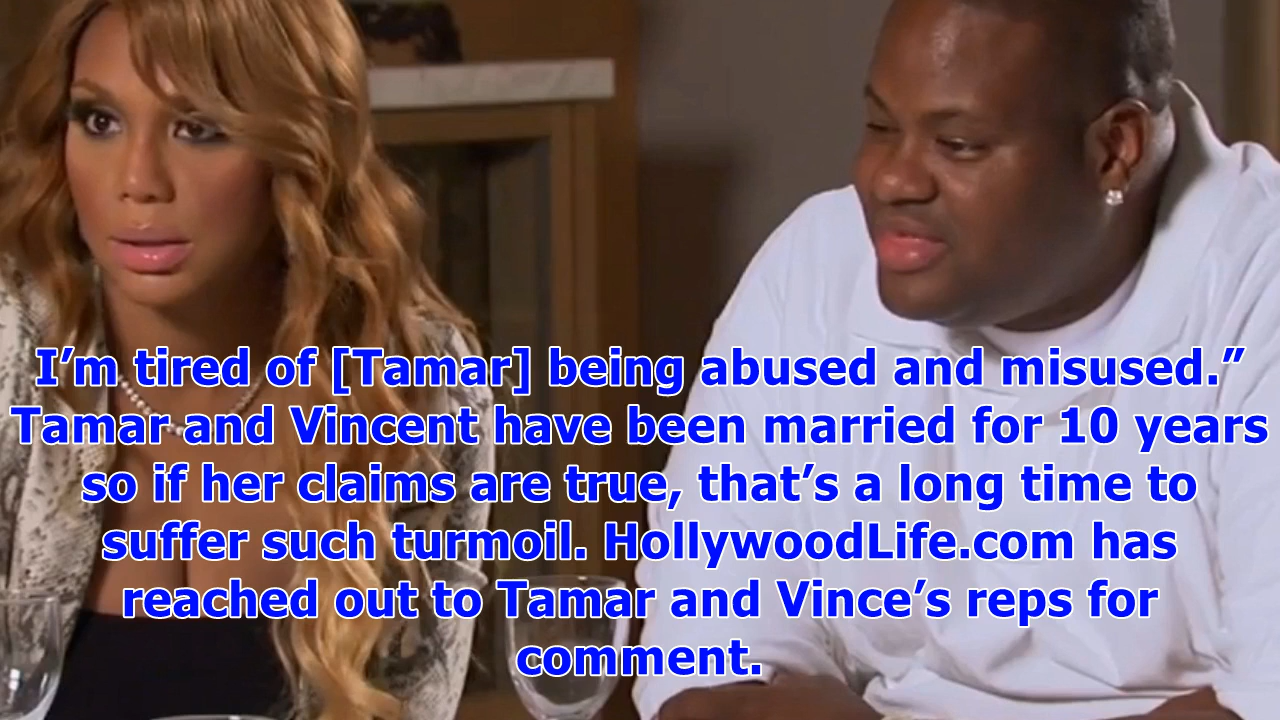 I’m tired of [Tamar] being abused and misused.”
Tamar and Vincent have been married for 10 years
so if her claims are true, that’s a long time to
suffer such turmoil. HollywoodLife.com has
reached out to Tamar and Vince’s reps for
comment.